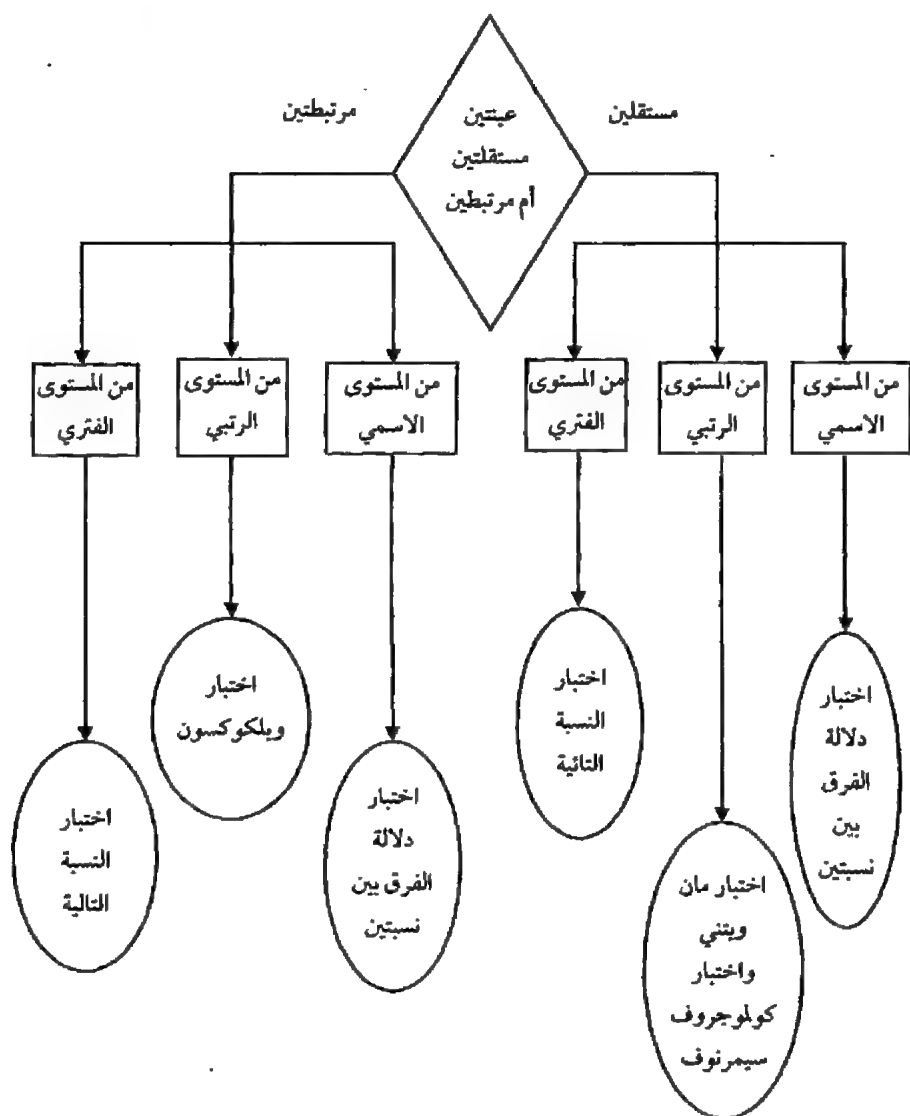 مستقلين
عينتين
مستقلتين
أم مرتبطين
مرتبطتين
من المستوى
الاسمي
من المستوى
الرتبي
من المستوى
الفتري
من المستوى
الاسمي
من المستوى
الرتبي
من المستوى
الفتري
اختبار
دلالة
الفرق
بين
نسبتين
اختبار مان
ويتني
واختبار
كولموجروف
سيمرنوف
اختبار
النسبة
التائية
اختبار
دلالة
الفرق بين
نسبتين
اختبار
ويلكوكسون
اختبار
النسبة
التالية